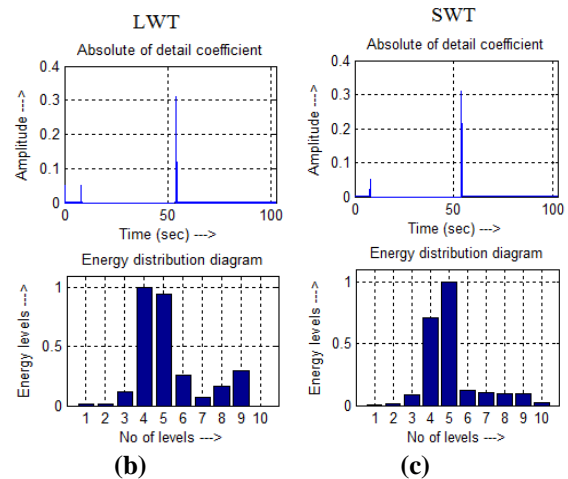 LWT
Absolute of detail coefficient
0.4
0.3
0.2
0.1
0
0 50 100
Amplitude --->
Time (sec) --->
Energy distribution diagram
1
0.5
0
1 2 3 4 5 6 7 8 9 10
Energy levels --->
No of levels --->
(b)
SWT
Absolute of detail coefficient
0.4
0.3
0.2
0.1
0
0 50 100
Amplitude --->
Time (sec) --->
Energy distribution diagram
1
0.5
0
1 2 3 4 5 6 7 8 9 10
Energy levels --->
No of levels --->
(c)